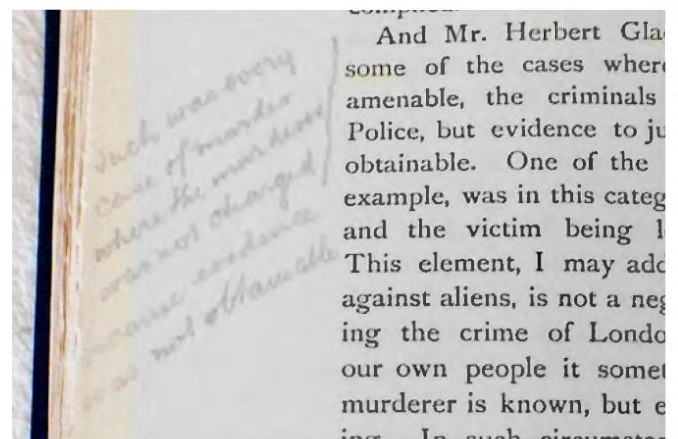 Such was every
case of murder
where the murderer
was not charged
because evidence
was not obtainable
And Mr. Herbert Gla
some of the cases where
amenable, the criminals
Police, but evidence to ju
obtainable. One of the
example, was in this categ
and the victim being l
This element, I may add
against aliens, is not a neg
ing the crime of Londo
our own people it somet
murderer is known, but e
ing. In such